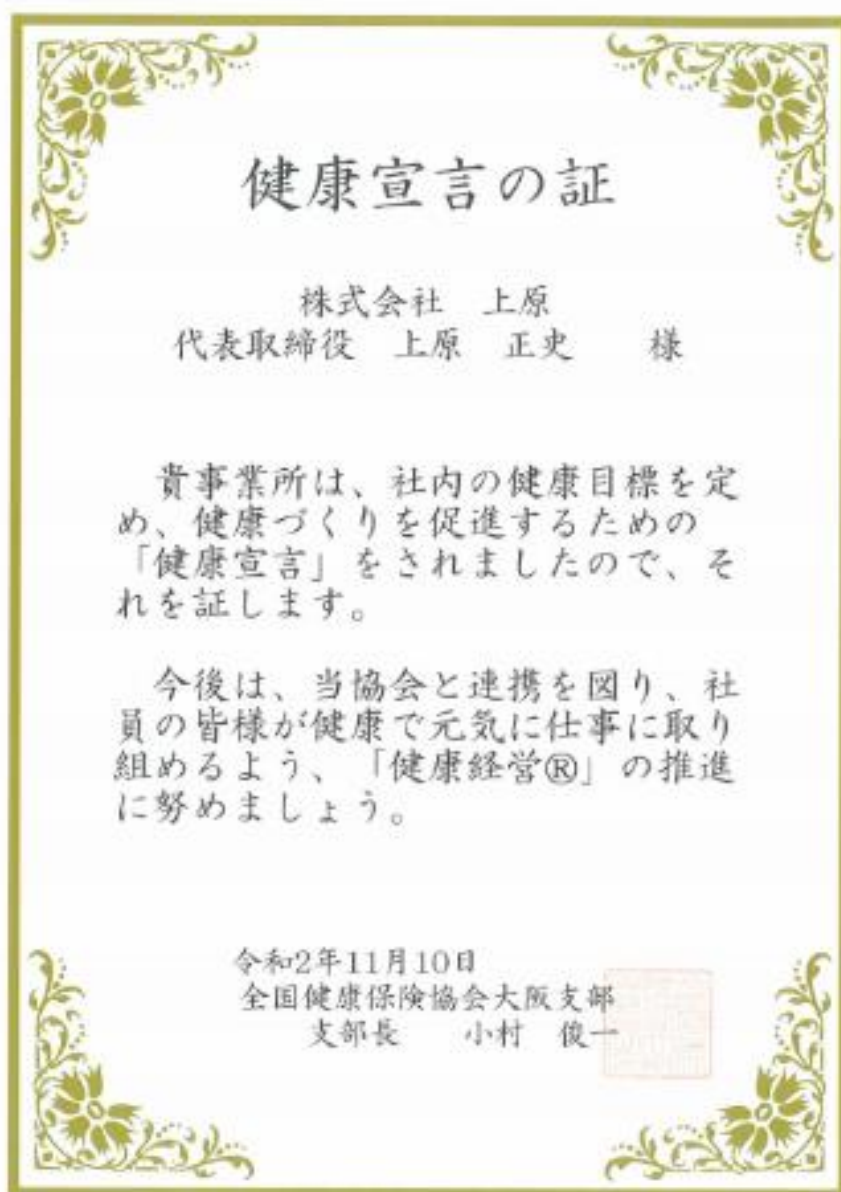 健康宣言の証
株式会社　上原
代表取締役　上原　正史　　様
貴事業所は、社内の健康目標を定
め、健康づくりを促進するための
「健康宣言」をされましたので、そ
れを証します。
今後は、当協会と連携を図り、社
員の皆様が健康で元気に仕事に取り
組めるよう、「健康経営®」の推進
に努めましょう。
令和2年11月10日
全国健康保険協会大阪支部
支部長　　小村　俊一